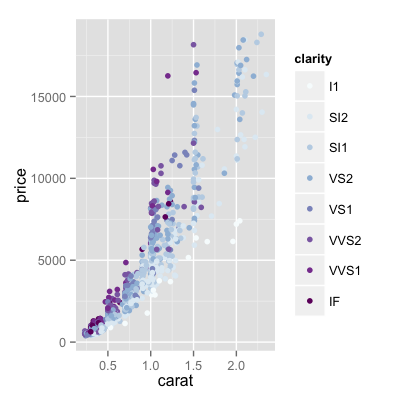 clarity
I1
SI2
SI1
VS2
VS1
VVS2
VVS1
IF
price
15000
10000
5000
0
0.5 1.0 1.5 2.0
carat